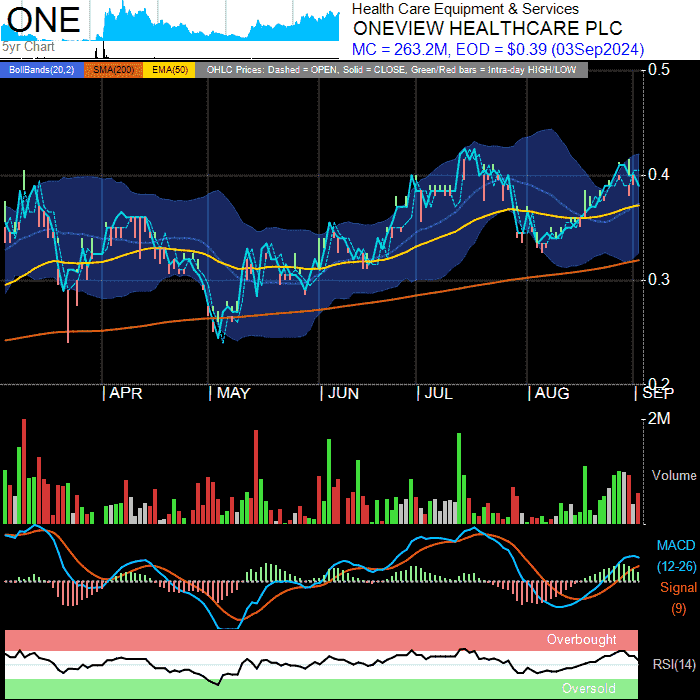 ONE
5yr Chart
Health Care Equipment & Services
ONEVIEW HEALTHCARE PLC
MC = 263.2M, EOD = $0.39 (03Sep2024)
BollBands(20,2) SMA(200) EMA(50) OHLC Prices: Dashed = OPEN, Solid = CLOSE, Green/Red bars = Intra-day HIGH/LOW
0.5
0.4
0.3
0.2
| APR | MAY | JUN | JUL | AUG | SEP
2M
Volume
MACD
(12-26)
Signal
(9)
Overbought
RSI(14)
Oversold